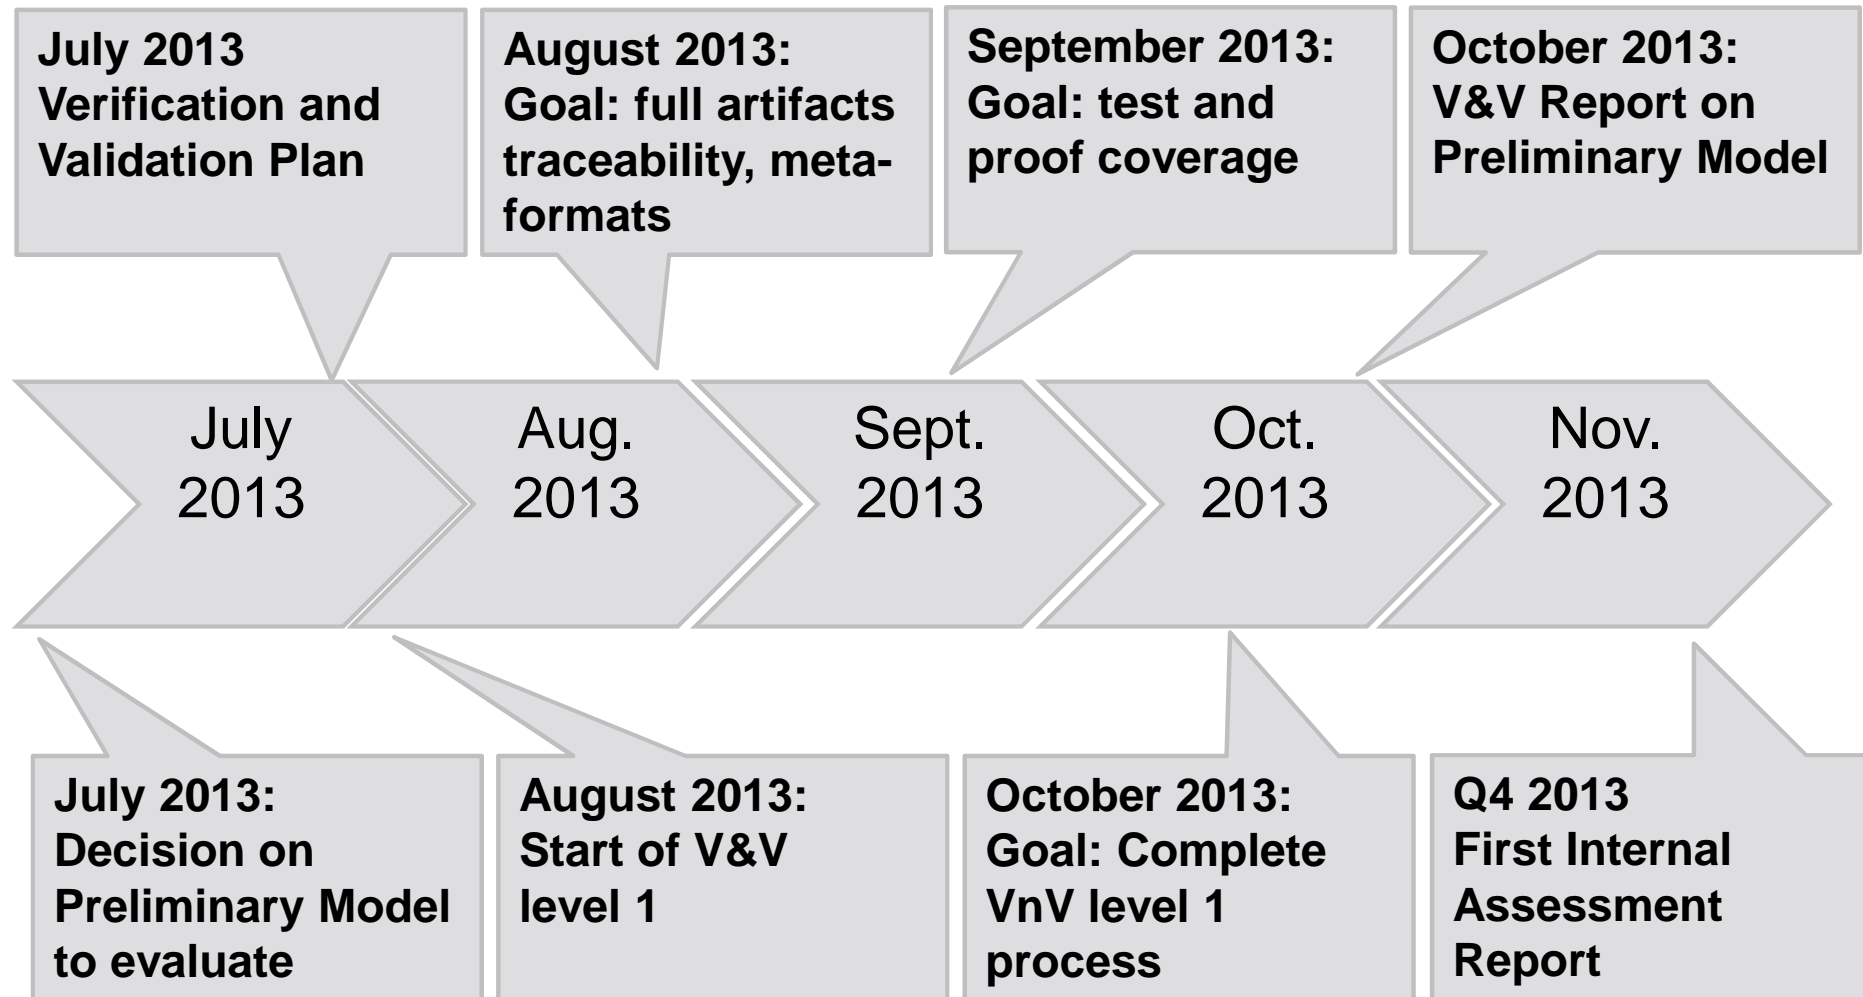 July 2013
Verification and
Validation Plan
August 2013:
Goal: full artifacts
traceability, meta-
formats
September 2013:
Goal: test and
proof coverage
October 2013:
V&V Report on
Preliminary Model
July
2013
Aug.
2013
Sept.
2013
Oct.
2013
Nov.
2013
July 2013:
Decision on
Preliminary Model
to evaluate
August 2013:
Start of V&V
level 1
October 2013:
Goal: Complete
VnV level 1
process
Q4 2013
First Internal
Assessment
Report